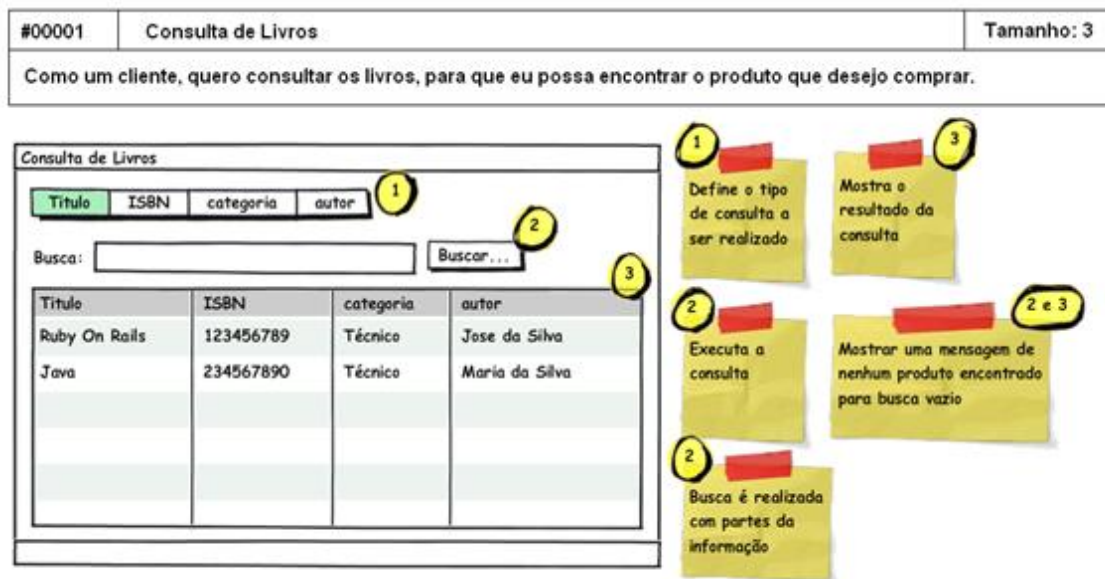 #00001 Consulta de Livros Tamanho: 3
Como um cliente, quero consultar os livros, para que eu possa encontrar o produto que desejo comprar.
Consulta de Livros
Titulo ISBN categoria autor 1
Busca: Buscar... 2
3
Titulo ISBN categoria autor
Ruby On Rails 123456789 Técnico Jose da Silva
Java 234567890 Técnico Maria da Silva
1
Define o tipo
de consulta a
ser realizado
3
Mostra o
resultado da
consulta
2
Executa a
consulta
2 e 3
Mostrar uma mensagem de
nenhum produto encontrado
para busca vazio
2
Busca é realizada
com partes da
informação